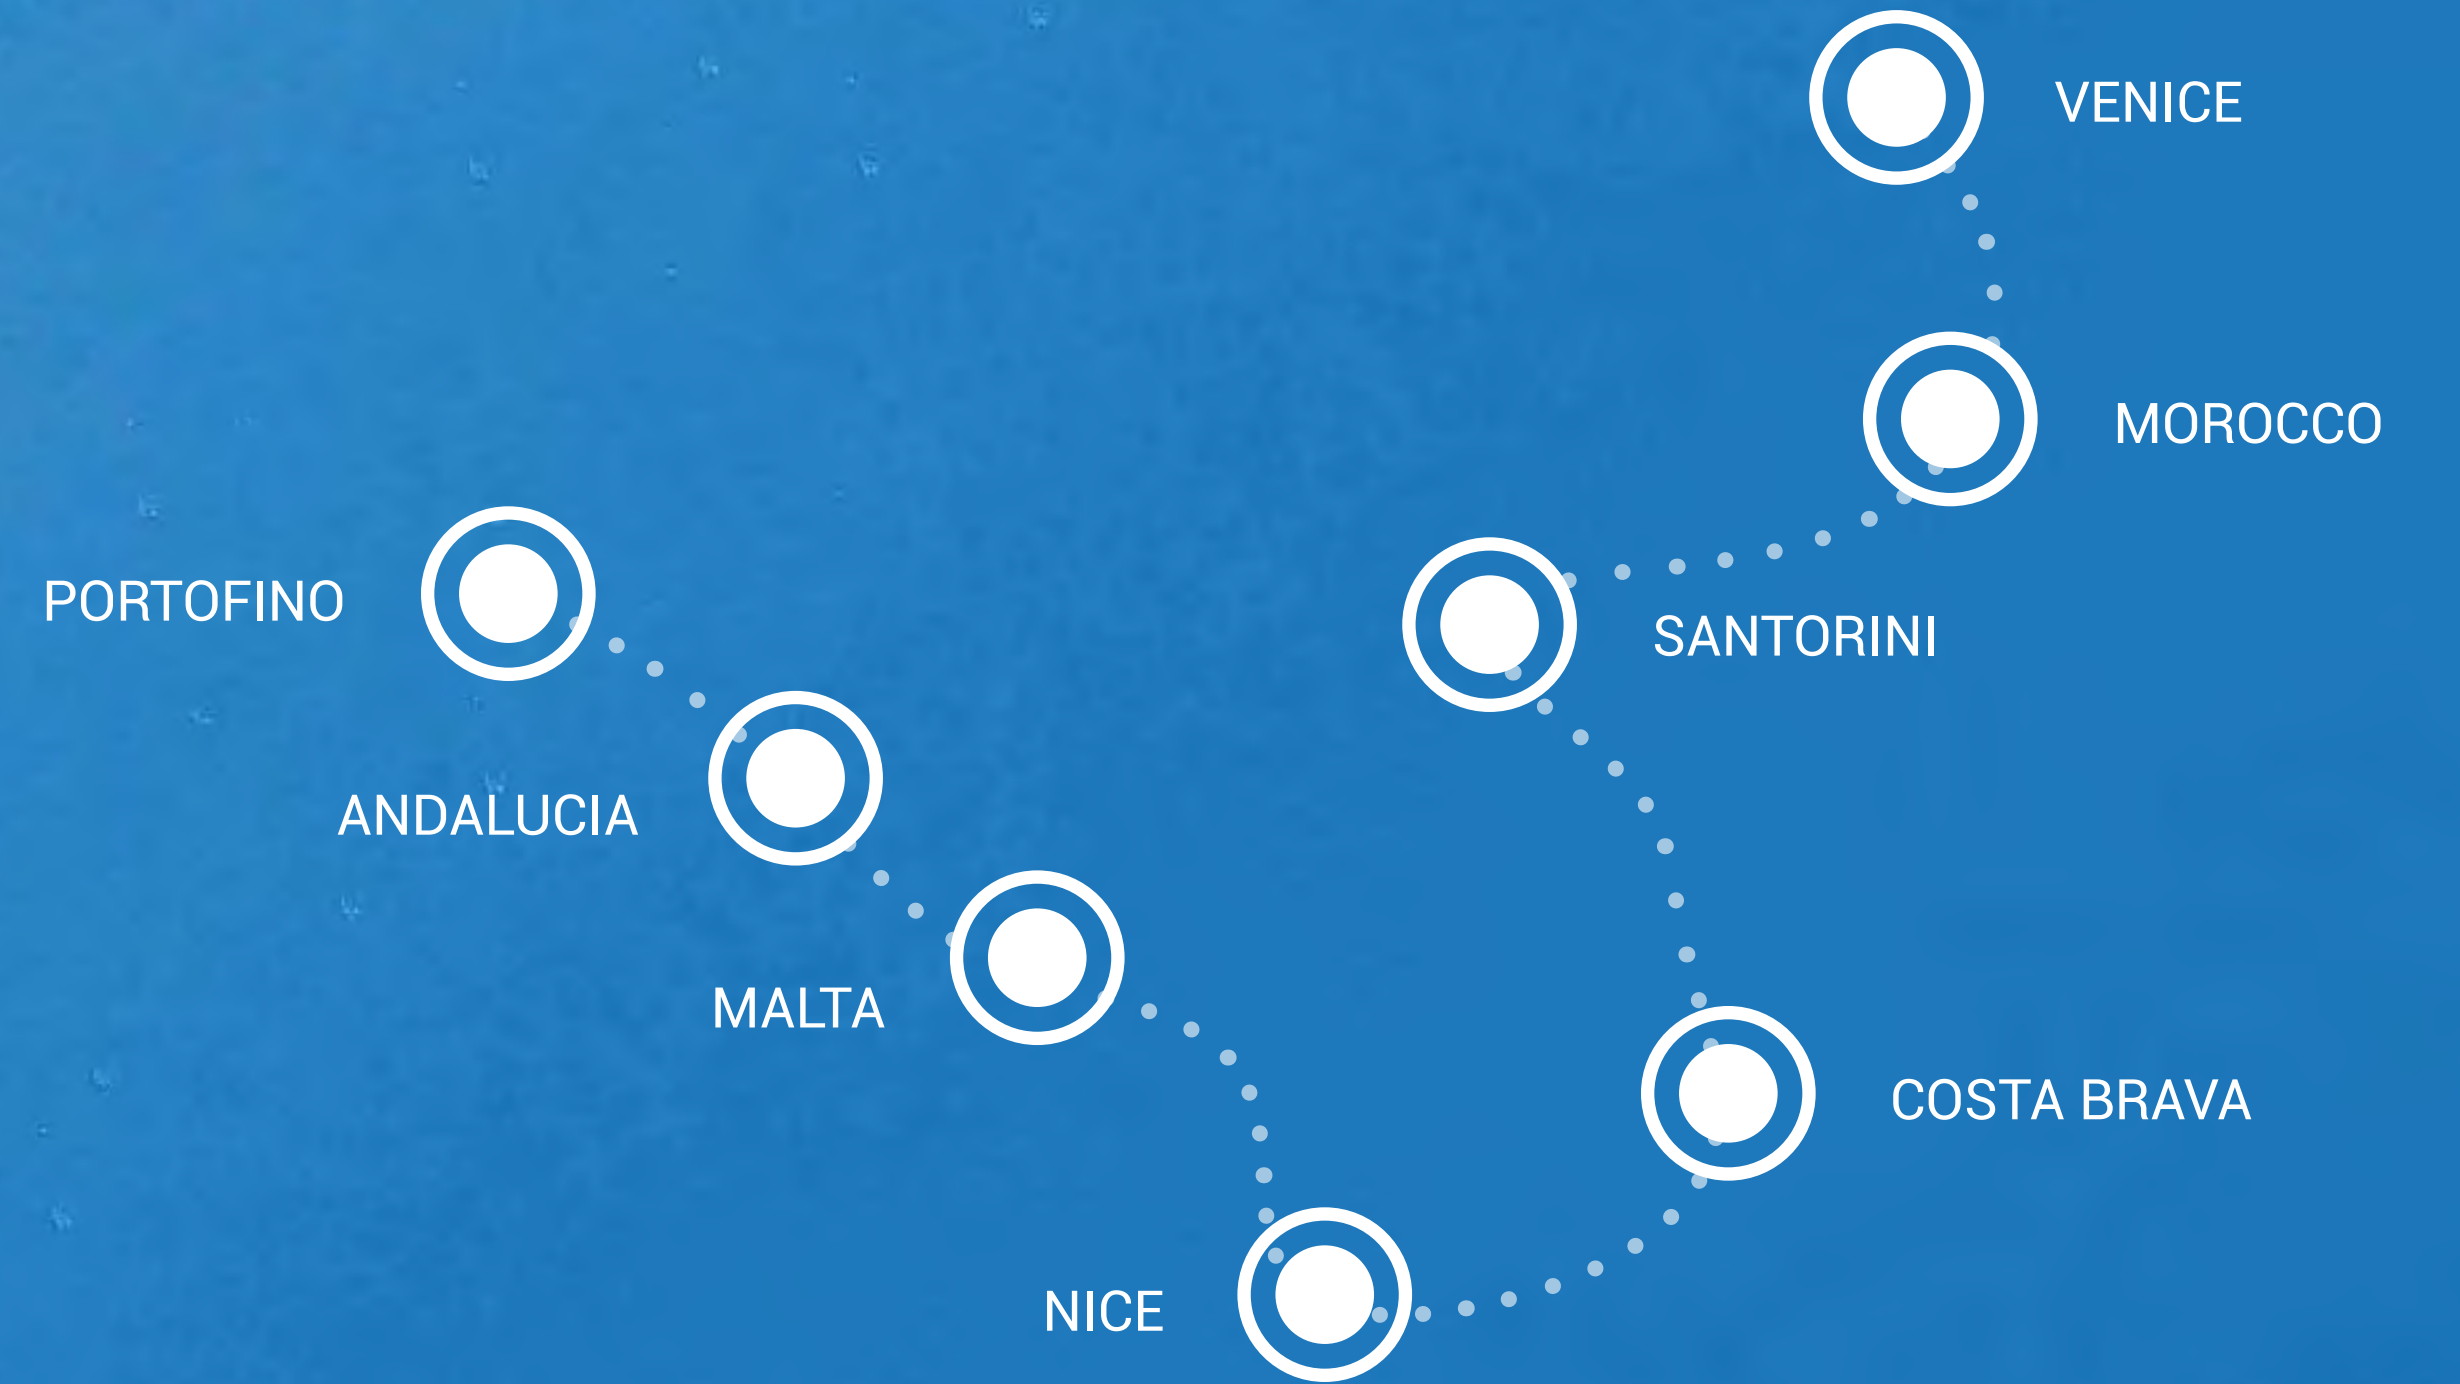 VENICE
MOROCCO
PORTOFINO
SANTORINI
ANDALUCIA
MALTA
COSTA BRAVA
NICE